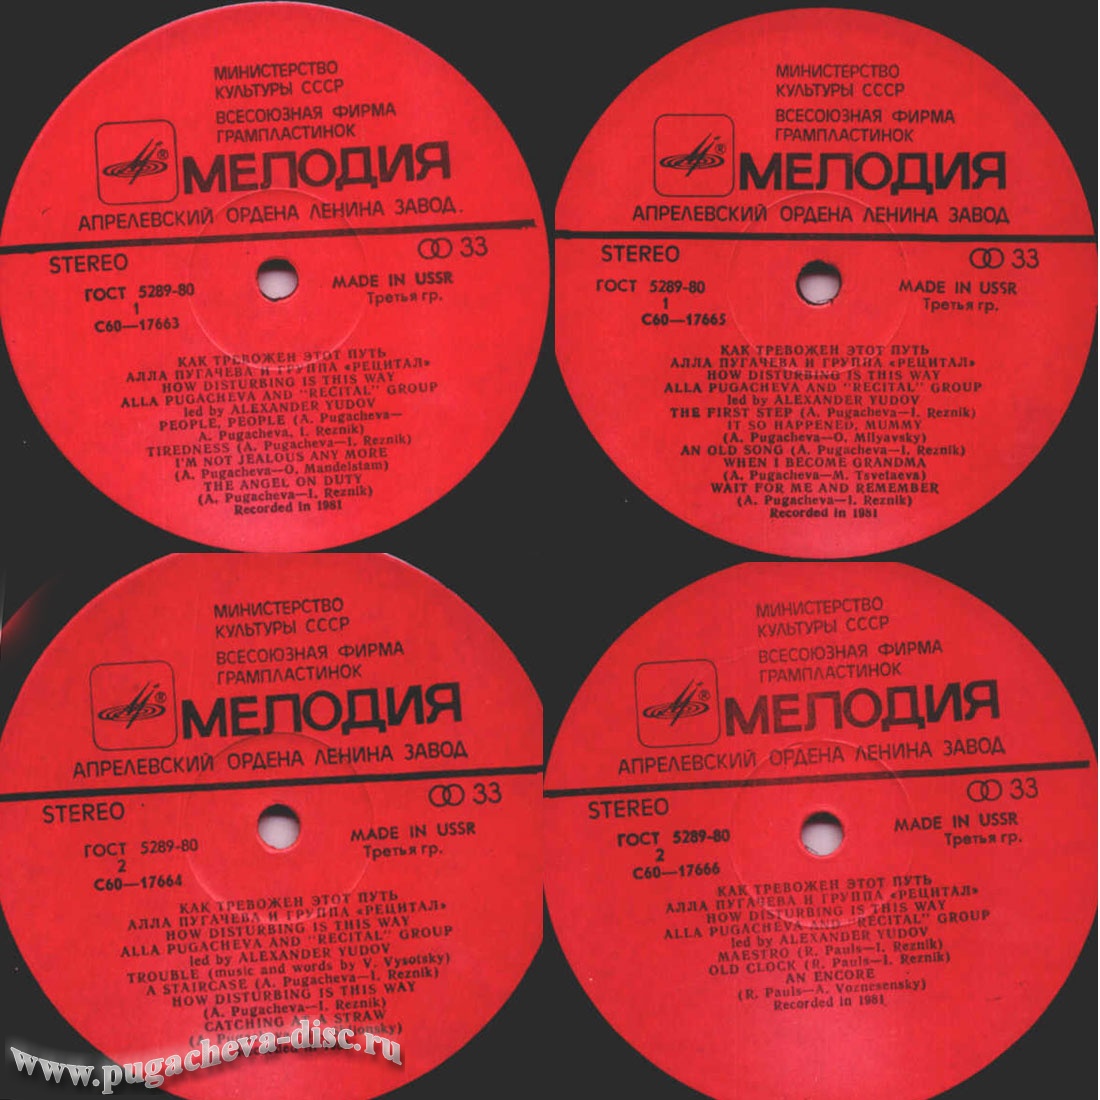 МИНИСТЕРСТВО
КУЛЬТУРЫ СССР
ВСЕСОЮЗНАЯ ФИРМА
ГРАМПЛАСТИНОК
®
МЕЛОДИЯ
АПРЕЛЕВСКИЙ ОРДЕНА ЛЕНИНА ЗАВОД.
STEREO
33
ГОСТ 5289-80
MADE IN USSR
1
Третья гр.
С60—17663
КАК ТРЕВОЖЕН ЭТОТ ПУТЬ
АЛЛА ПУГАЧЕВА И ГРУППА «РЕЦИТАЛ»
HOW DISTURBING IS THIS WAY
ALLA PUGACHEVA AND "RECITAL" GROUP
led by ALEXANDER YUDOV
PEOPLE, PEOPLE (A. Pugacheva—
A. Pugacheva, I. Reznik)
TIREDNESS (A. Pugacheva—I. Reznik)
I'M NOT JEALOUS ANY MORE
(A. Pugacheva—O. Mandelstam)
THE ANGEL ON DUTY
(A. Pugacheva—I. Reznik)
Recorded in 1981
МИНИСТЕРСТВО
КУЛЬТУРЫ СССР
ВСЕСОЮЗНАЯ ФИРМА
ГРАМПЛАСТИНОК
®
МЕЛОДИЯ
АПРЕЛЕВСКИЙ ОРДЕНА ЛЕНИНА ЗАВОД
STEREO
33
ГОСТ 5289-80
MADE IN USSR
1
Третья гр.
С60—17665
КАК ТРЕВОЖЕН ЭТОТ ПУТЬ
АЛЛА ПУГАЧЕВА И ГРУППА «РЕЦИТАЛ»
HOW DISTURBING IS THIS WAY
ALLA PUGACHEVA AND "RECITAL" GROUP
led by ALEXANDER YUDOV
THE FIRST STEP (A. Pugacheva—I. Reznik)
IT SO HAPPENED, MUMMY
(A. Pugacheva—O. Milyavsky)
AN OLD SONG (A. Pugacheva—I. Reznik)
WHEN I BECOME GRANDMA
(A. Pugacheva—M. Tsvetaeva)
WAIT FOR ME AND REMEMBER
(A. Pugacheva—I. Reznik)
Recorded in 1981
МИНИСТЕРСТВО
КУЛЬТУРЫ СССР
ВСЕСОЮЗНАЯ ФИРМА
ГРАМПЛАСТИНОК
®
МЕЛОДИЯ
АПРЕЛЕВСКИЙ ОРДЕНА ЛЕНИНА ЗАВОД
STEREO
33
ГОСТ 5289-80
MADE IN USSR
2
Третья гр.
С60—17664
КАК ТРЕВОЖЕН ЭТОТ ПУТЬ
АЛЛА ПУГАЧЕВА И ГРУППА «РЕЦИТАЛ»
HOW DISTURBING IS THIS WAY
ALLA PUGACHEVA AND "RECITAL" GROUP
led by ALEXANDER YUDOV
TROUBLE (music and words by V. Vysotsky)
A STAIRCASE (A. Pugacheva—I. Reznik)
HOW DISTURBING IS THIS WAY
(A. Pugacheva—I. Reznik)
CATCHING AT A STRAW
www.pugacheva-disc.ru
МИНИСТЕРСТВО
КУЛЬТУРЫ СССР
ВСЕСОЮЗНАЯ ФИРМА
ГРАМПЛАСТИНОК
®
МЕЛОДИЯ
АПРЕЛЕВСКИЙ ОРДЕНА ЛЕНИНА ЗАВОД
STEREO
33
ГОСТ 5289-80
MADE IN USSR
2
Третья гр.
С60—17666
КАК ТРЕВОЖЕН ЭТОТ ПУТЬ
АЛЛА ПУГАЧЕВА И ГРУППА «РЕЦИТАЛ»
HOW DISTURBING IS THIS WAY
ALLA PUGACHEVA AND "RECITAL" GROUP
led by ALEXANDER YUDOV
MAESTRO (R. Pauls—I. Reznik)
OLD CLOCK (R. Pauls—I. Reznik)
AN ENCORE
(R. Pauls—A. Voznesensky)
Recorded in 1981